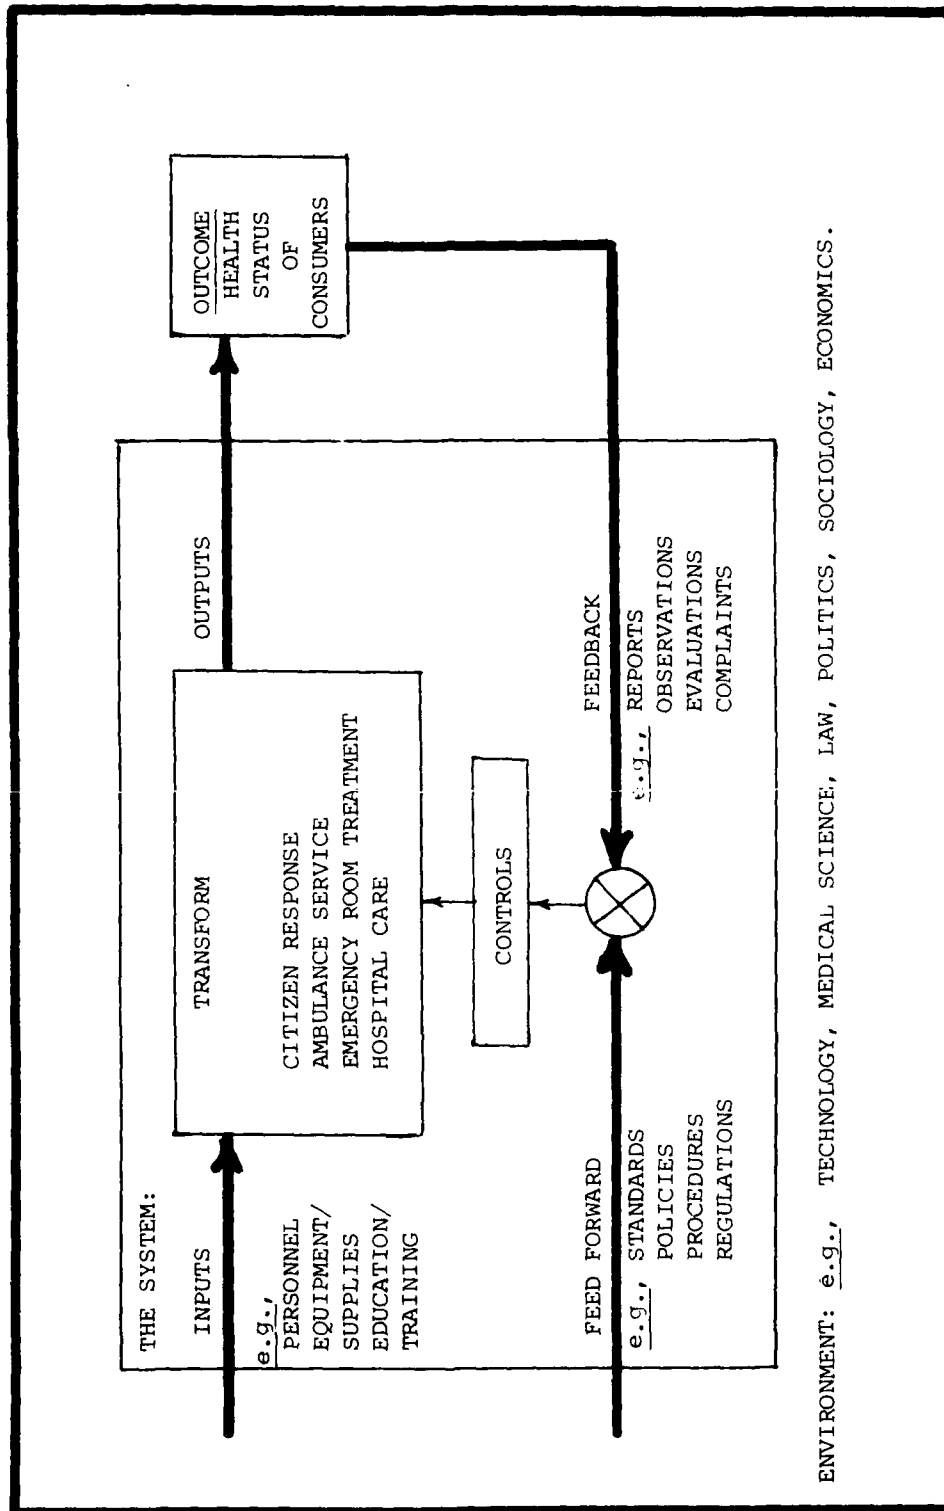 THE SYSTEM:
INPUTS
e.g.,
PERSONNEL
EQUIPMENT/
SUPPLIES
EDUCATION/
TRAINING
TRANSFORM
CITIZEN RESPONSE
AMBULANCE SERVICE
EMERGENCY ROOM TREATMENT
HOSPITAL CARE
OUTPUTS
OUTCOME
HEALTH
STATUS
OF
CONSUMERS
CONTROLS
FEED FORWARD
e.g., STANDARDS
POLICIES
PROCEDURES
REGULATIONS
FEEDBACK
e.g., REPORTS
OBSERVATIONS
EVALUATIONS
COMPLAINTS
ENVIRONMENT: e.g., TECHNOLOGY, MEDICAL SCIENCE, LAW, POLITICS, SOCIOLOGY, ECONOMICS.